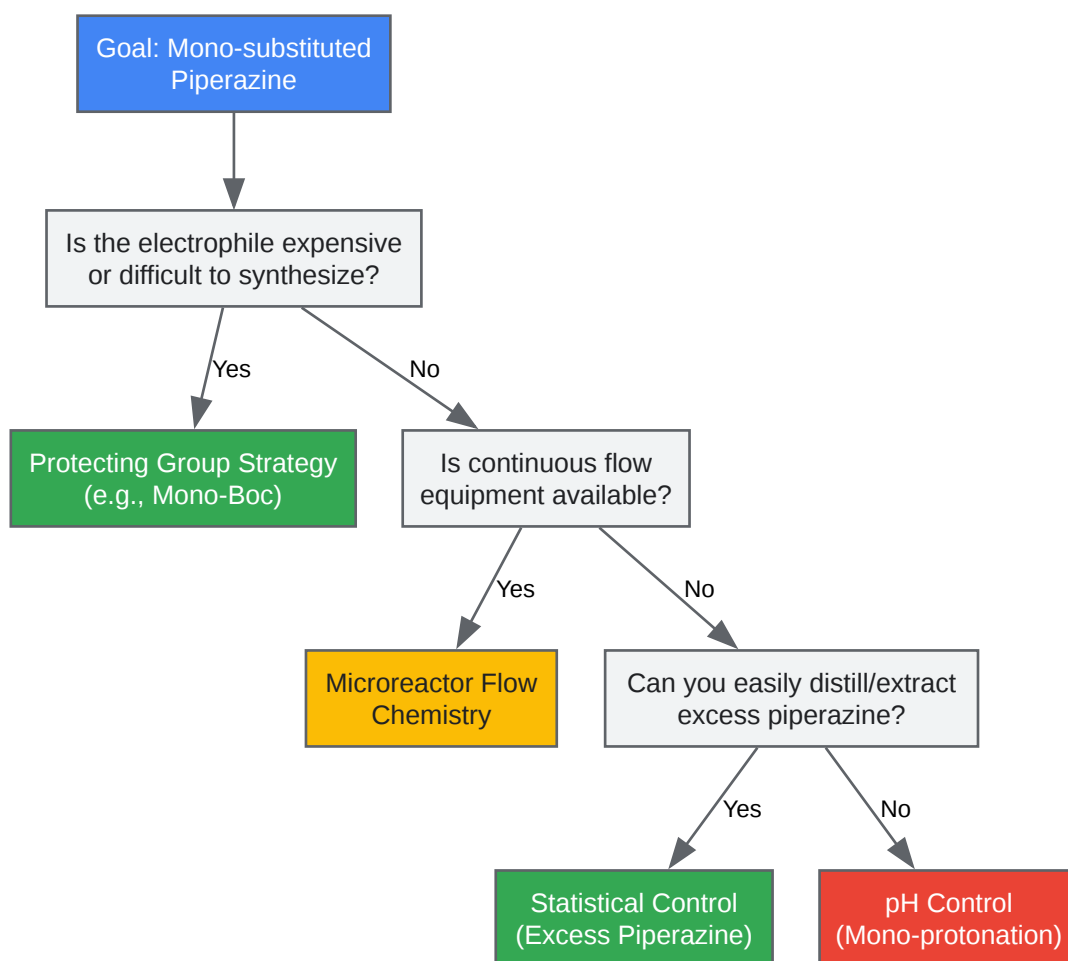 Goal: Mono-substituted
Piperazine
Is the electrophile expensive
or difficult to synthesize?
Yes
No
Protecting Group Strategy
(e.g., Mono-Boc)
Is continuous flow
equipment available?
Yes
No
Microreactor Flow
Chemistry
Can you easily distill/extract
excess piperazine?
Yes
No
Statistical Control
(Excess Piperazine)
pH Control
(Mono-protonation)